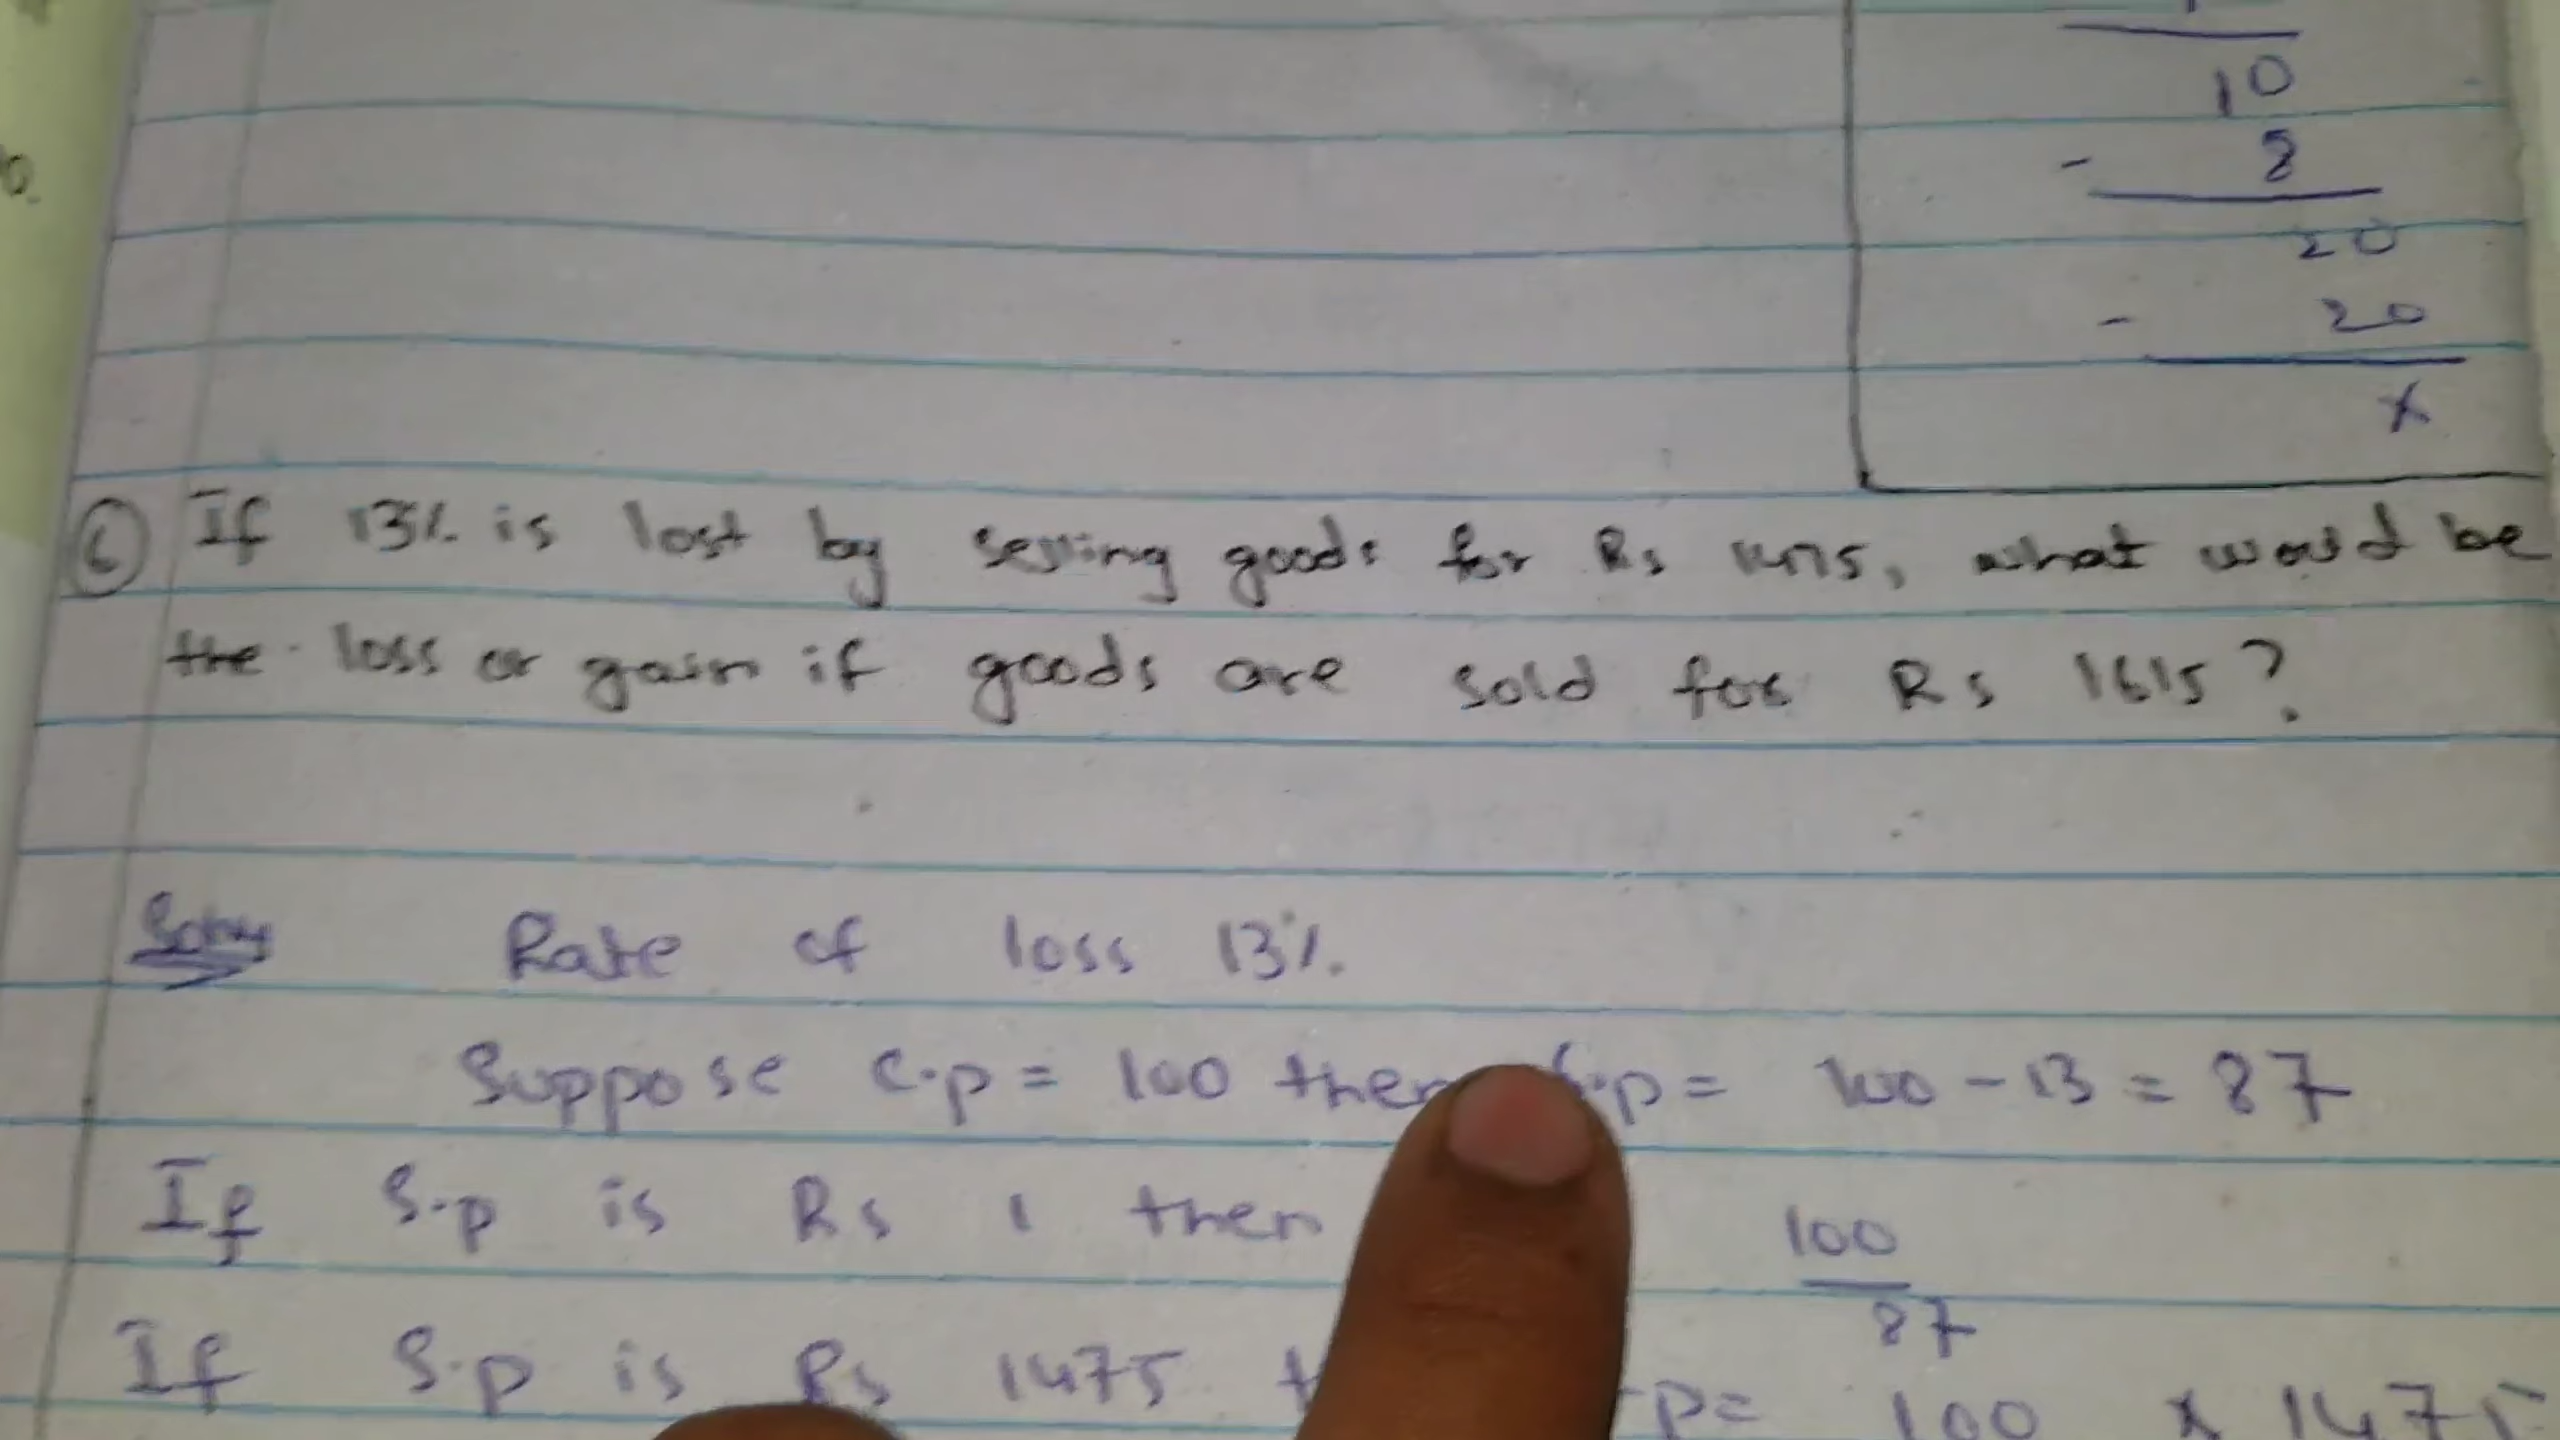 10
- 8
20
- 20
x
6 If 13% is lost by selling goods for Rs 1475, what would be
the loss or gain if goods are sold for Rs 1615?
Rate of loss 13%.
Suppose C.p = 100 then S.p = 100 - 13 = 87
If S.p is Rs 1 then 100/87
If S.p is Rs 1475 p= 100 x 1475